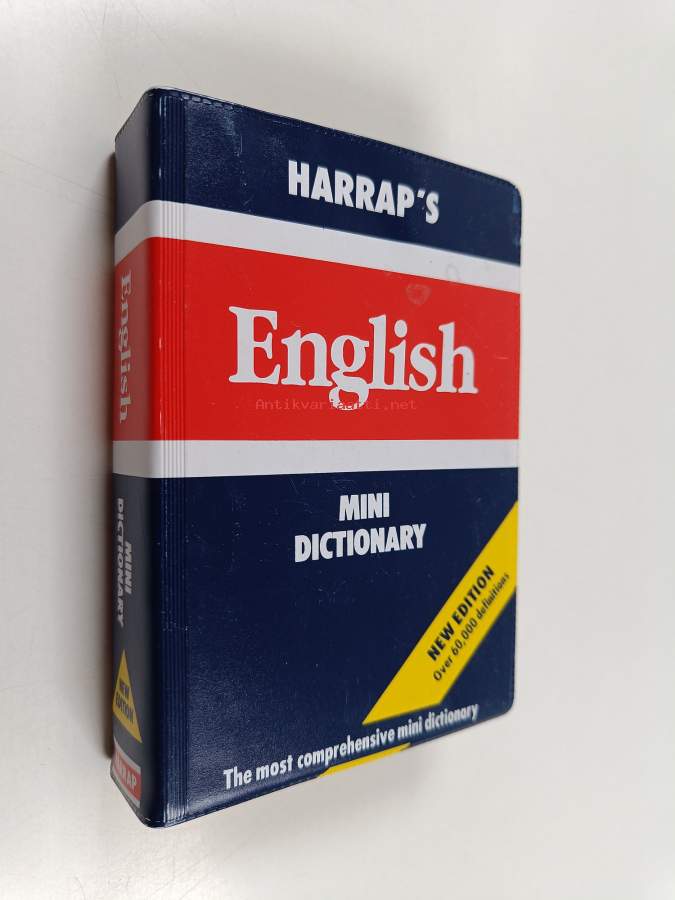 HARRAP'S
English
Antikvariaatti.net
MINI
DICTIONARY
NEW EDITION
Over 60,000 definitions
The most comprehensive mini dictionary
English
MINI
DICTIONARY
NEW
EDITION
HARRAP